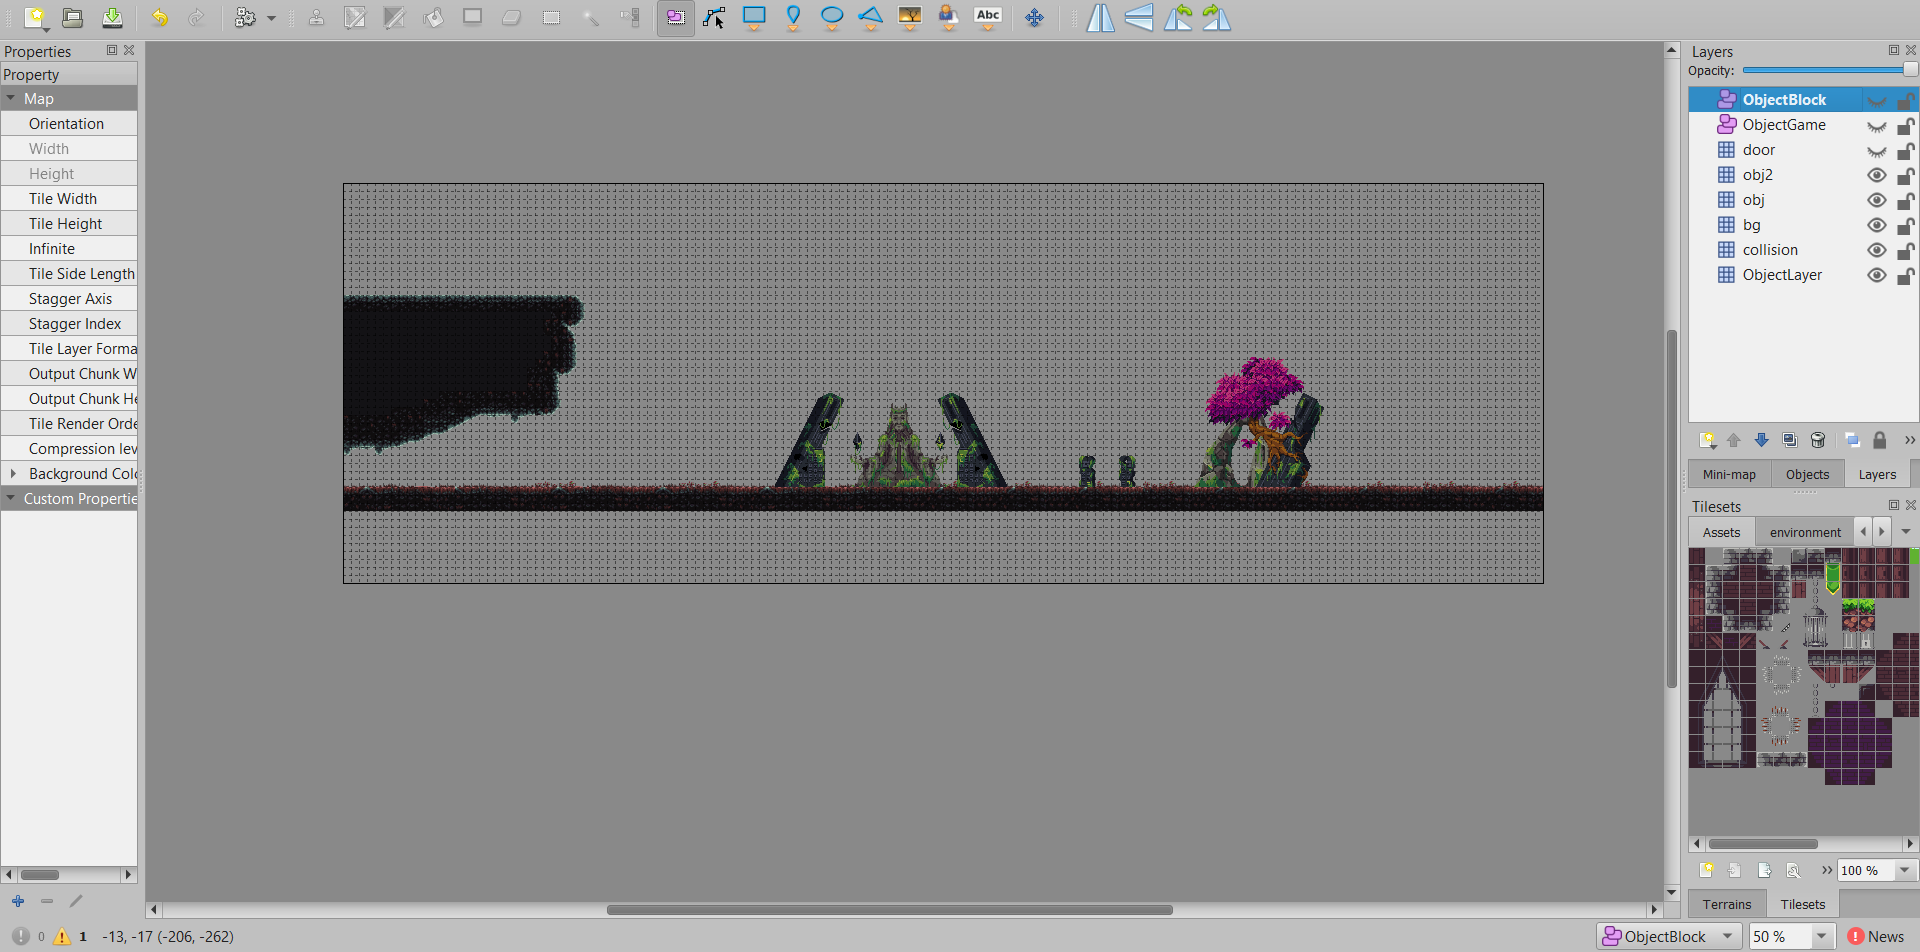 Abc
Properties
Property
Map
Orientation
Width
Height
Tile Width
Tile Height
Infinite
Tile Side Length
Stagger Axis
Stagger Index
Tile Layer Forma
Output Chunk W
Output Chunk He
Tile Render Orde
Compression lev
Background Colo
Custom Propertie
0
1
-13, -17 (-206, -262)
Layers
Opacity:
ObjectBlock
ObjectGame
door
obj2
obj
bg
collision
ObjectLayer
Mini-map
Objects
Layers
Tilesets
Assets
environment
100 %
Terrains
Tilesets
ObjectBlock
50 %
News